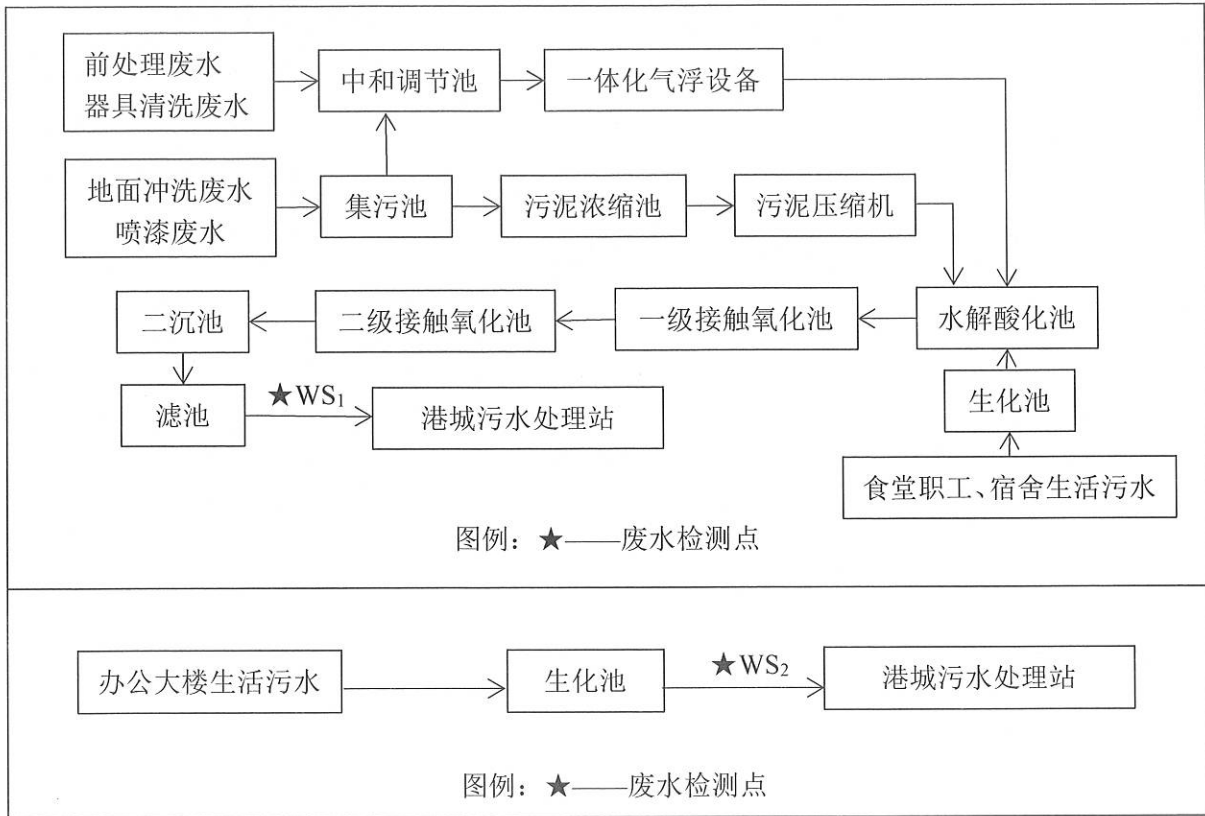 前处理废水
器具清洗废水
中和调节池
一体化气浮设备
地面冲洗废水
喷漆废水
集污池
污泥浓缩池
污泥压缩机
二沉池
二级接触氧化池
一级接触氧化池
水解酸化池
滤池
★WS₁
港城污水处理站
生化池
食堂职工、宿舍生活污水
图例：★——废水检测点
办公大楼生活污水
生化池
★WS₂
港城污水处理站
图例：★——废水检测点